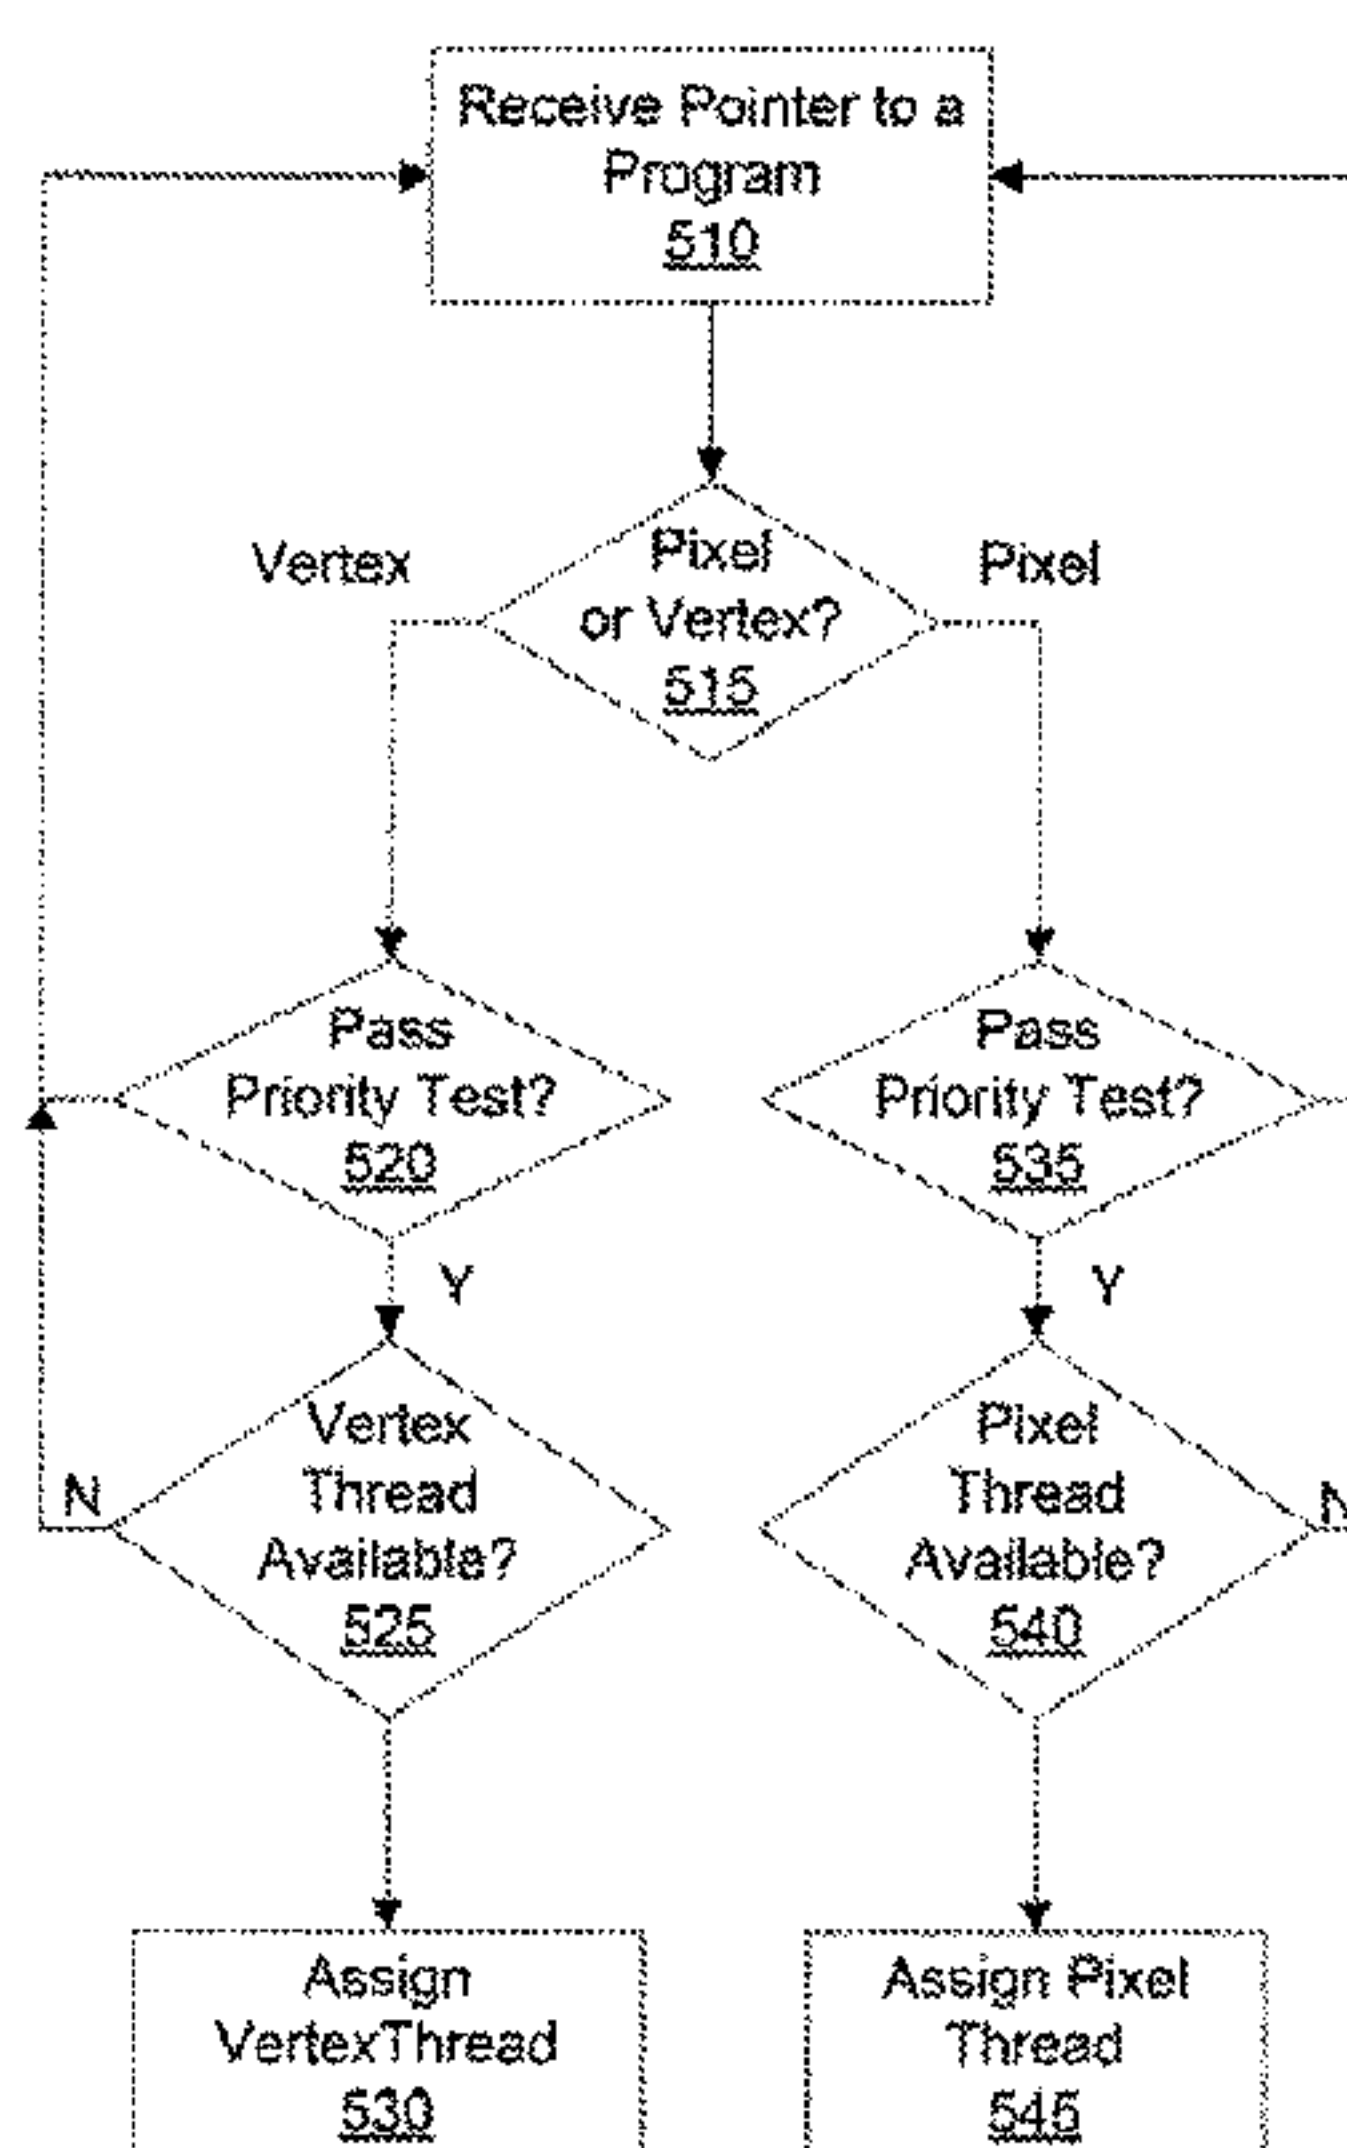 Receive Pointer to a
Program
510
Vertex
Pixel
or Vertex?
515
Pixel
Pass
Priority Test?
520
Pass
Priority Test?
535
Y
Y
Vertex
Thread
Available?
525
N
Pixel
Thread
Available?
540
N
Assign
VertexThread
530
Assign Pixel
Thread
545